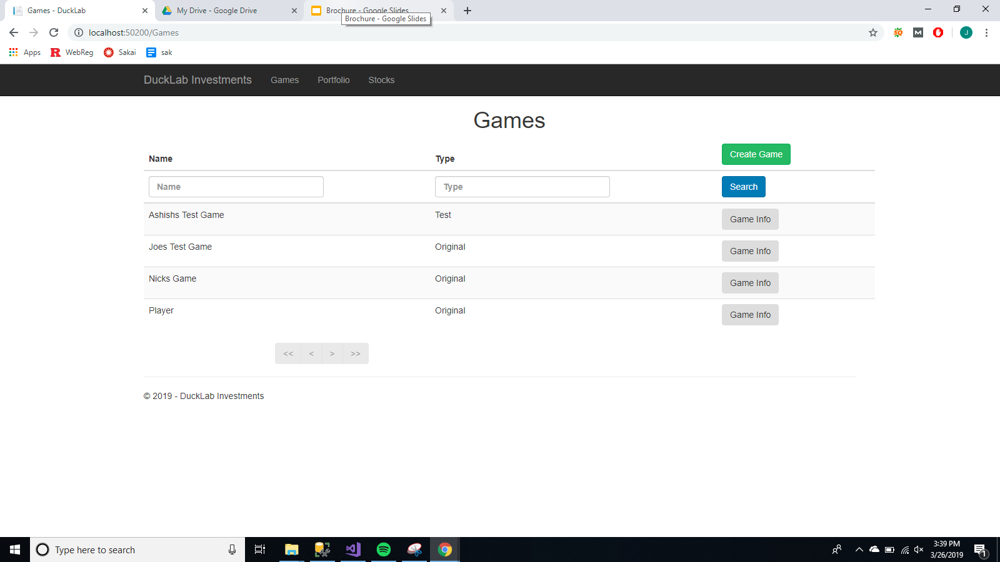 Games - DuckLab
My Drive - Google Drive
Brochure - Google Slides
Brochure - Google Slides
localhost:50200/Games
SQ
M
J
Apps
R WebReg
Sakai
sak
DuckLab Investments Games Portfolio Stocks
Games
Name Type Create Game
Name Type Search
Ashishs Test Game Test Game Info
Joes Test Game Original Game Info
Nicks Game Original Game Info
Player Original Game Info
<< < > >>
© 2019 - DuckLab Investments
Type here to search
3:39 PM
3/26/2019
1